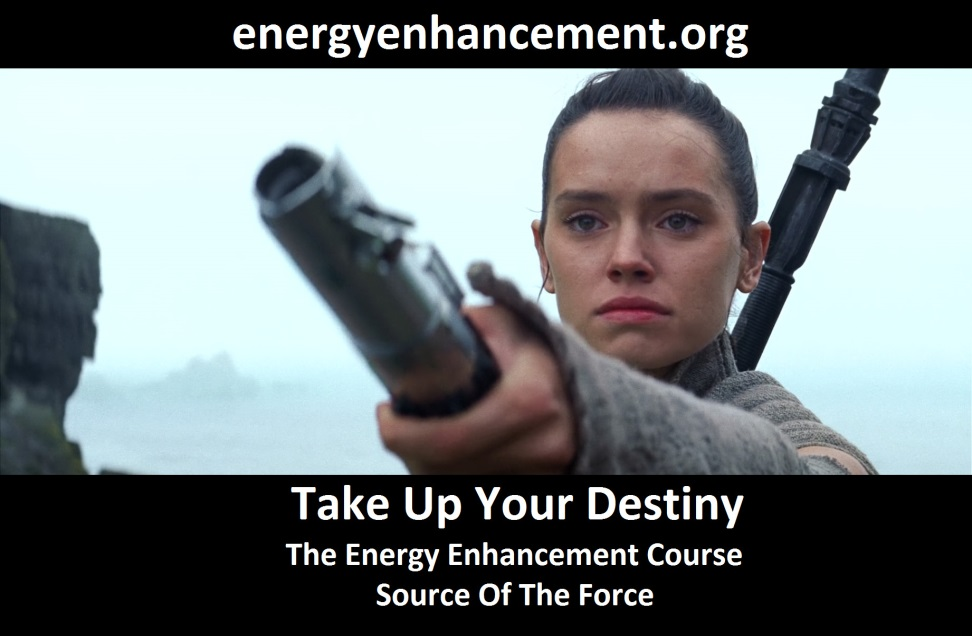 energyenhancement.org
Take Up Your Destiny
The Energy Enhancement Course
Source Of The Force